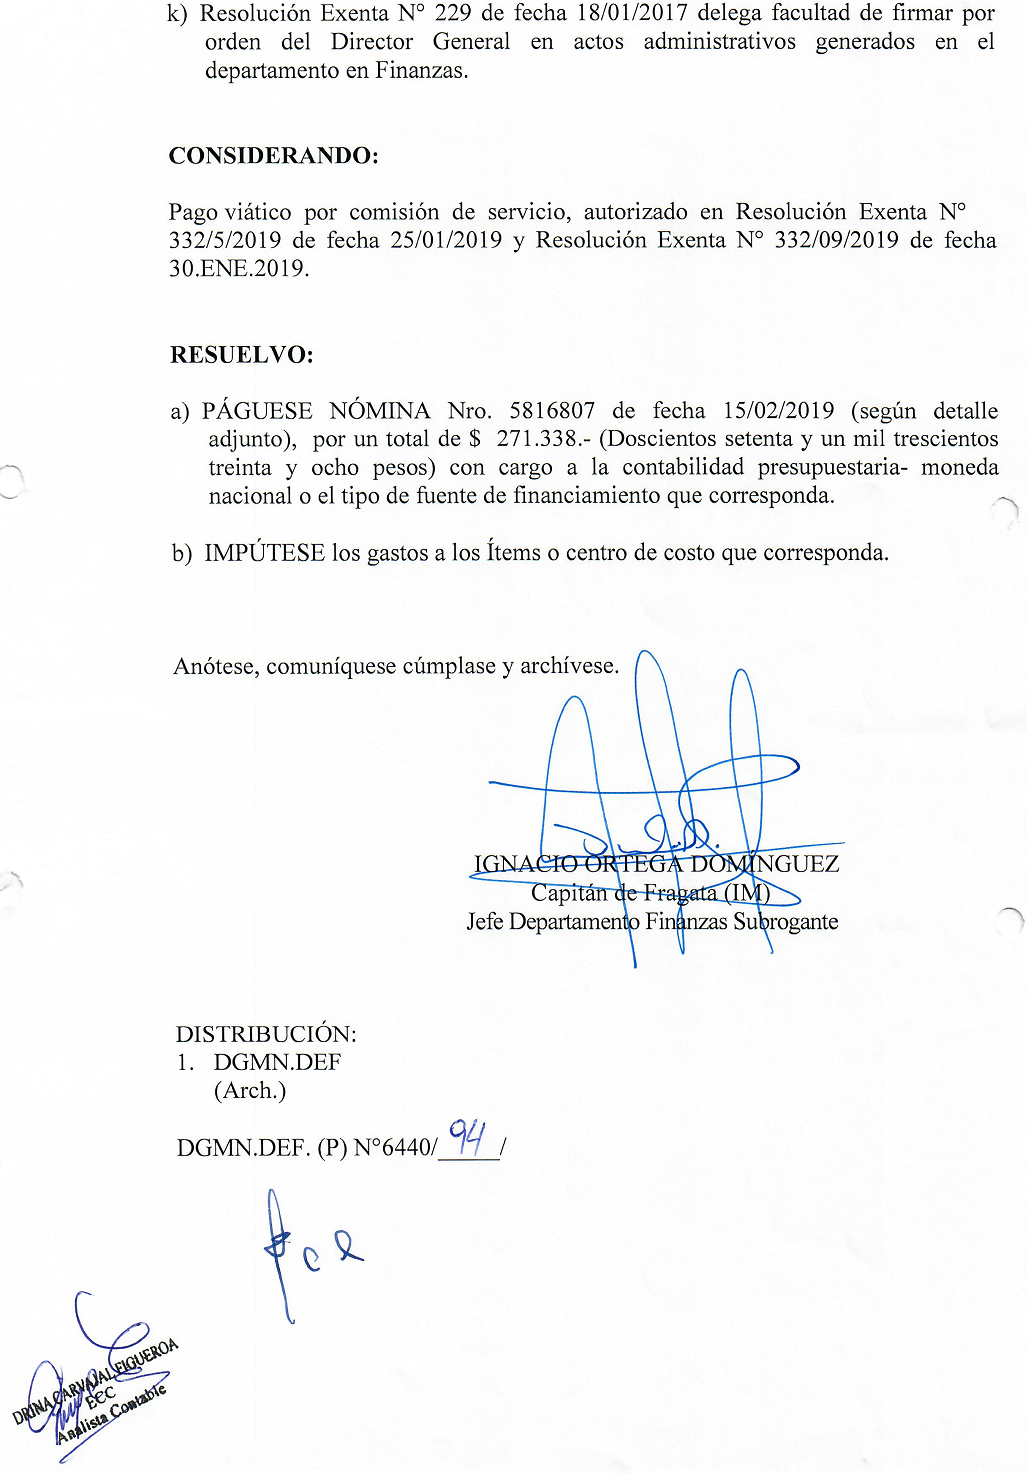 k) Resolución Exenta N° 229 de fecha 18/01/2017 delega facultad de firmar por
orden del Director General en actos administrativos generados en el
departamento en Finanzas.
CONSIDERANDO:
Pago viático por comisión de servicio, autorizado en Resolución Exenta N°
332/5/2019 de fecha 25/01/2019 y Resolución Exenta N° 332/09/2019 de fecha
30.ENE.2019.
RESUELVO:
a) PÁGUESE NÓMINA Nro. 5816807 de fecha 15/02/2019 (según detalle
adjunto), por un total de $ 271.338.- (Doscientos setenta y un mil trescientos
treinta y ocho pesos) con cargo a la contabilidad presupuestaria- moneda
nacional o el tipo de fuente de financiamiento que corresponda.
b) IMPÚTESE los gastos a los Ítems o centro de costo que corresponda.
Anótese, comuníquese cúmplase y archívese.
IGNACIO ORTEGA DOMÍNGUEZ
Capitán de Fragata (IM)
Jefe Departamento Finanzas Subrogante
DISTRIBUCIÓN:
1. DGMN.DEF
(Arch.)
DGMN.DEF. (P) N°6440/ 94 /
DRINA CARVAJAL FIGUEROA
ECC
Analista Contable